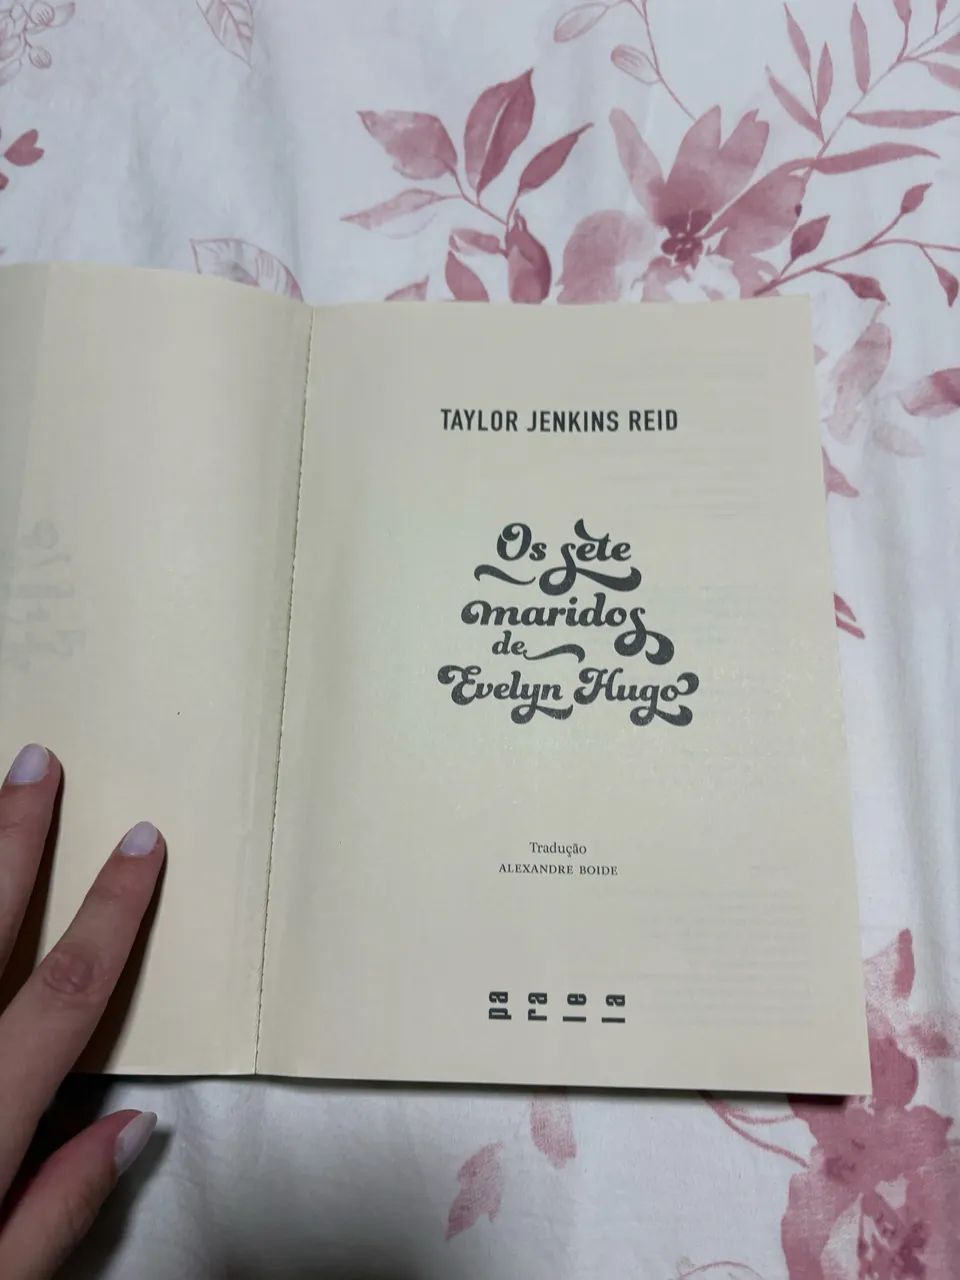 TAYLOR JENKINS REID
Os sete
maridos
de
Evelyn Hugo
Tradução
ALEXANDRE BOIDE
pa
ra
le
la